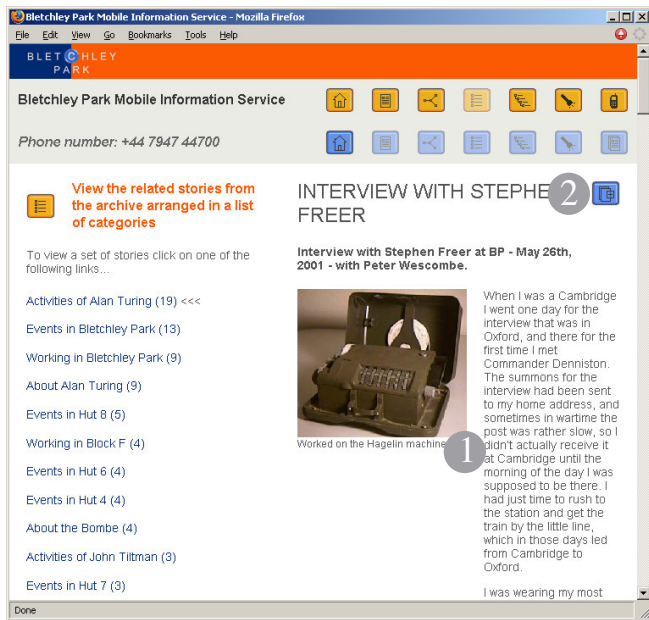 Bletchley Park Mobile Information Service - Mozilla Firefox
File Edit View Go Bookmarks Tools Help
BLETCHLEY
PARK
Bletchley Park Mobile Information Service
Phone number: +44 7947 44700
View the related stories from
the archive arranged in a list
of categories
To view a set of stories click on one of the
following links...
Activities of Alan Turing (19) <<<
Events in Bletchley Park (13)
Working in Bletchley Park (9)
About Alan Turing (9)
Events in Hut 8 (5)
Working in Block F (4)
Events in Hut 6 (4)
Events in Hut 4 (4)
About the Bombe (4)
Activities of John Tiltman (3)
Events in Hut 7 (3)
INTERVIEW WITH STEPHE
2
FREER
Interview with Stephen Freer at BP - May 26th,
2001 - with Peter Wescombe.
Worked on the Hagelin machine
1
When I was a Cambridge
I went one day for the
interview that was in
Oxford, and there for the
first time I met
Commander Denniston.
The summons for the
interview had been sent
to my home address, and
sometimes in wartime the
post was rather slow, so I
didn't actually receive it
at Cambridge until the
morning of the day I was
supposed to be there. I
had just time to rush to
the station and get the
train by the little line,
which in those days led
from Cambridge to
Oxford.
I was wearing my most
Done